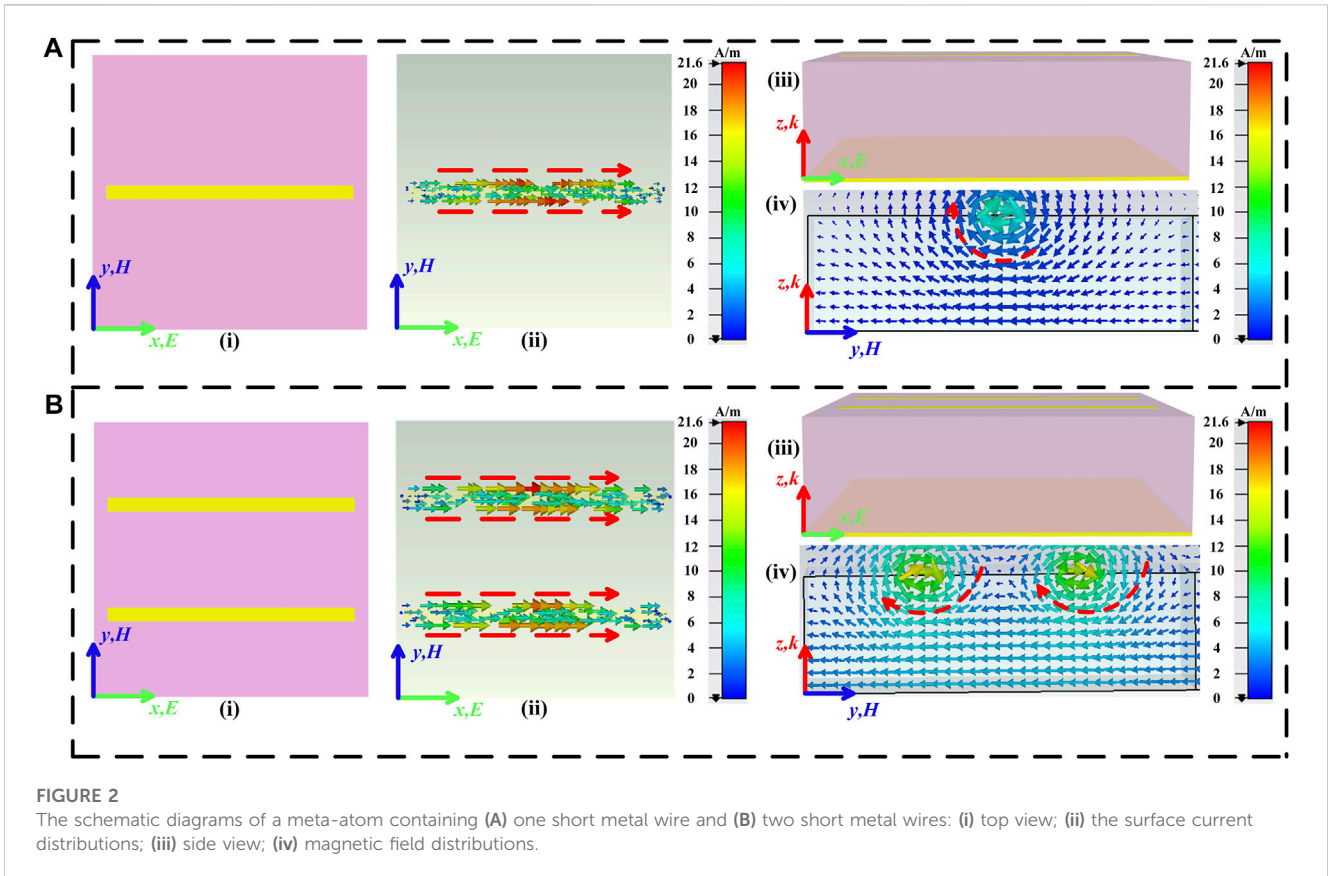 A
y,H
x,E
(i)
y,H
x,E
(ii)
A/m
21.6
20
18
16
14
12
10
8
6
4
2
0
(iii)
z,k
x,E
(iv)
z,k
y,H
A/m
21.6
20
18
16
14
12
10
8
6
4
2
0
B
y,H
x,E
(i)
y,H
x,E
(ii)
A/m
21.6
20
18
16
14
12
10
8
6
4
2
0
(iii)
z,k
x,E
(iv)
z,k
y,H
A/m
21.6
20
18
16
14
12
10
8
6
4
2
0
FIGURE 2
The schematic diagrams of a meta-atom containing (A) one short metal wire and (B) two short metal wires: (i) top view; (ii) the surface current
distributions; (iii) side view; (iv) magnetic field distributions.